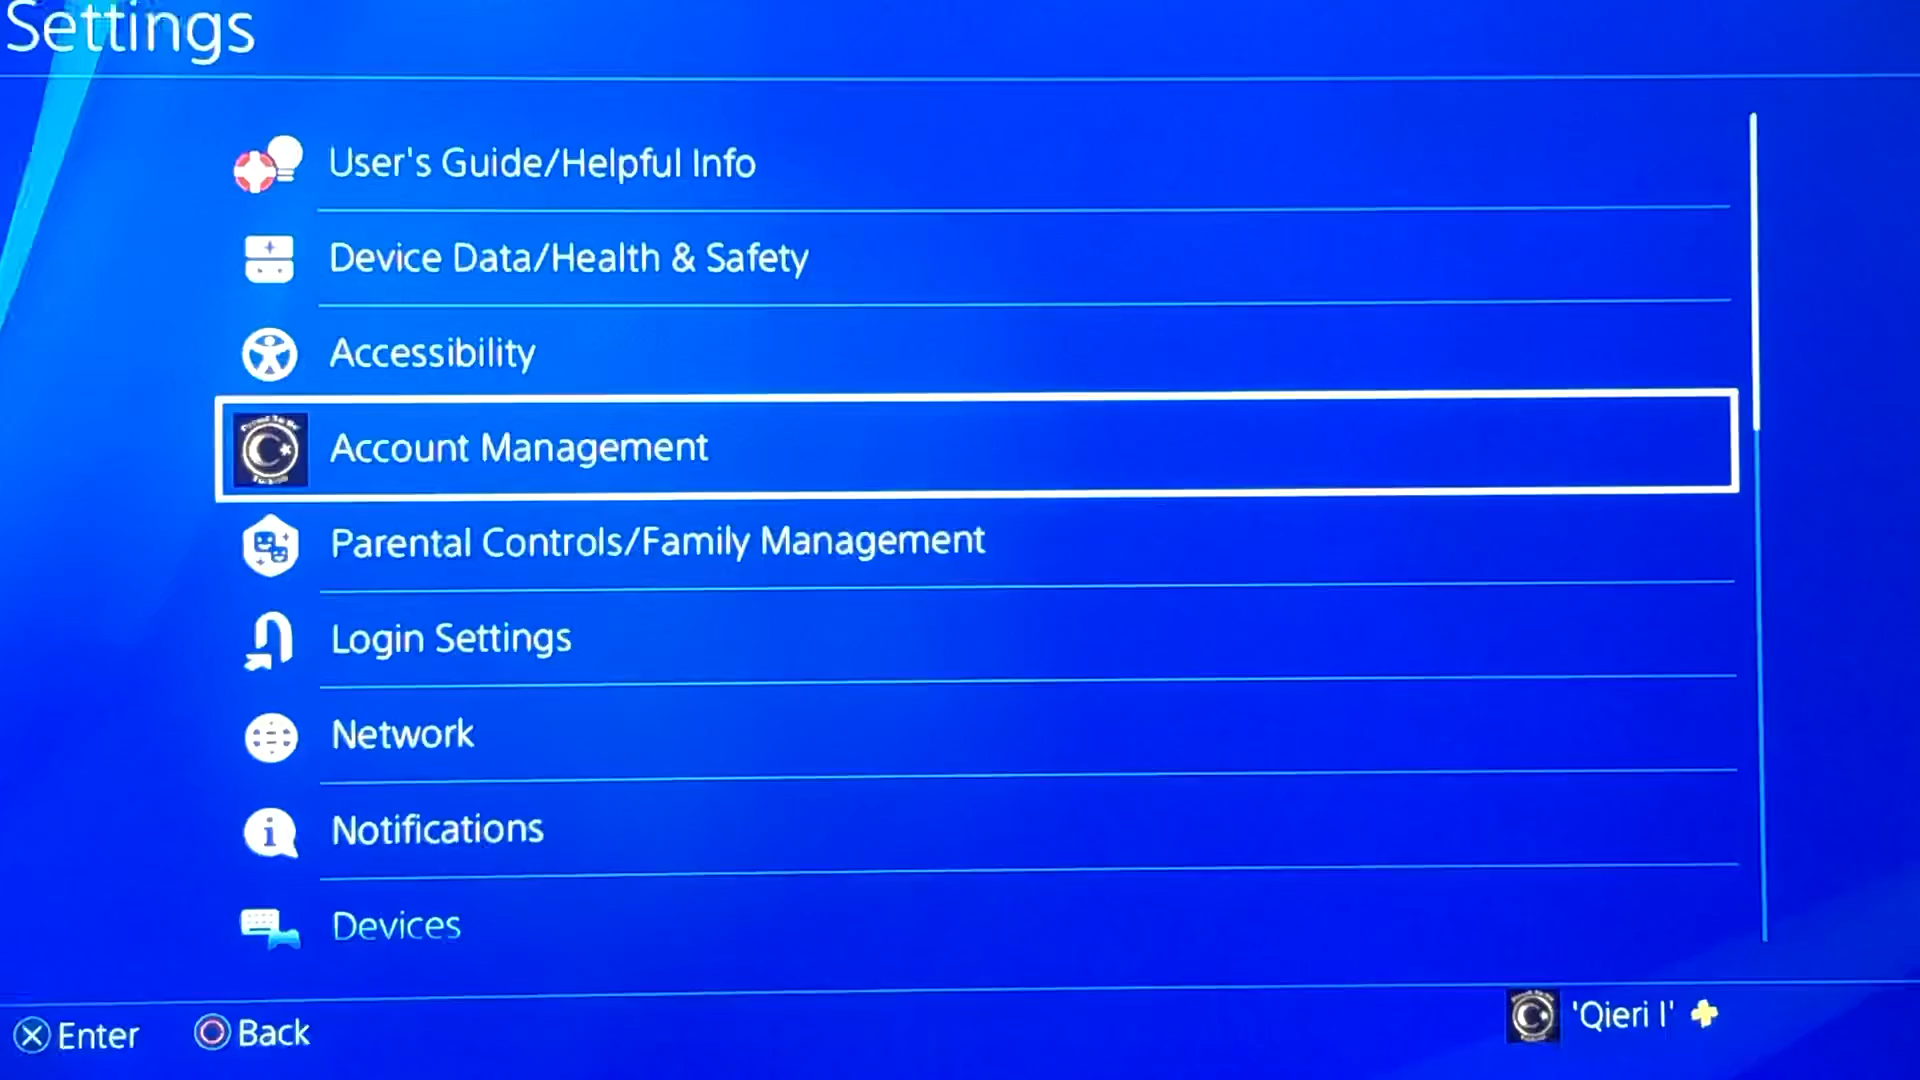 Settings
User's Guide/Helpful Info
Device Data/Health & Safety
Accessibility
Account Management
Parental Controls/Family Management
Login Settings
Network
Notifications
Devices
Enter
Back
'Qieri I'